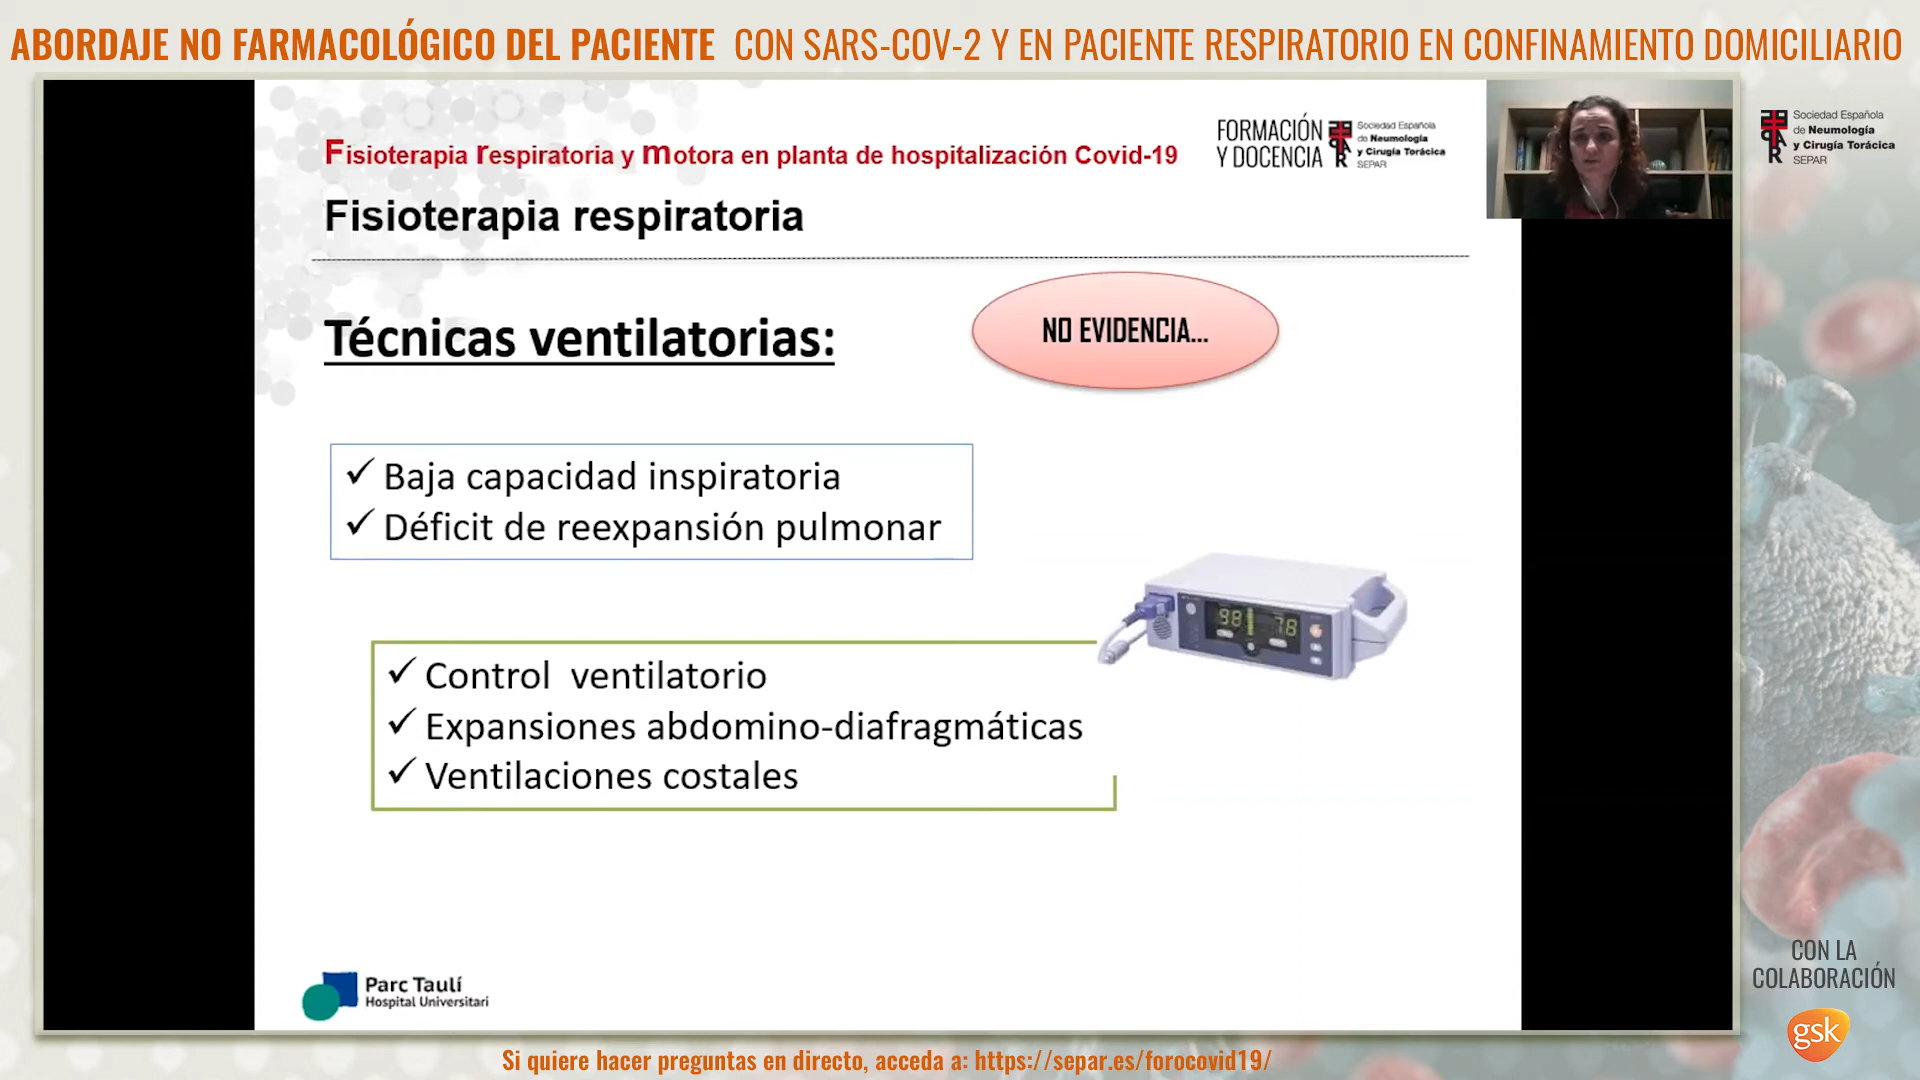 ABORDAJE NO FARMACOLÓGICO DEL PACIENTE CON SARS-COV-2 Y EN PACIENTE RESPIRATORIO EN CONFINAMIENTO DOMICILIARIO
Fisioterapia respiratoria y motora en planta de hospitalización Covid-19
FORMACIÓN
Y DOCENCIA
Sociedad Española
de Neumología
y Cirugía Torácica
SEPAR
Sociedad Española
de Neumología
y Cirugía Torácica
SEPAR
Fisioterapia respiratoria
Técnicas ventilatorias:
NO EVIDENCIA...
✓ Baja capacidad inspiratoria
✓ Déficit de reexpansión pulmonar
98 78
✓ Control ventilatorio
✓ Expansiones abdomino-diafragmáticas
✓ Ventilaciones costales
Parc Taulí
Hospital Universitari
CON LA
COLABORACIÓN
gsk
Si quiere hacer preguntas en directo, acceda a: https://separ.es/forocovid19/